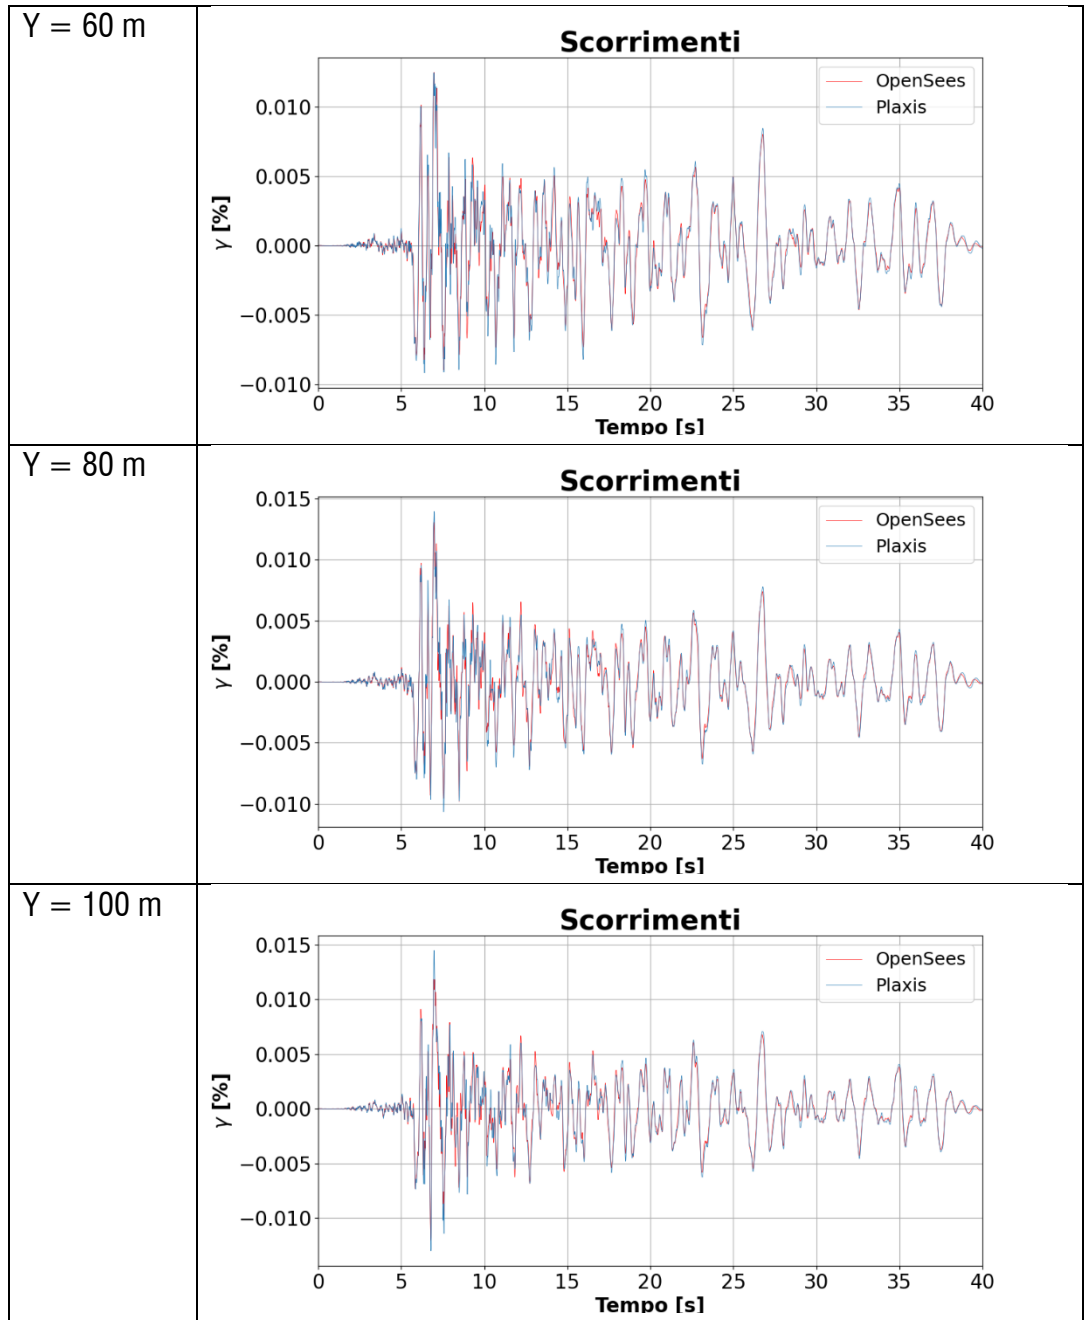 Y = 60 m
Scorrimenti
OpenSees
Plaxis
γ [%]
0.010
0.005
0.000
−0.005
−0.010
0 5 10 15 20 25 30 35 40
Tempo [s]
Y = 80 m
Scorrimenti
OpenSees
Plaxis
γ [%]
0.015
0.010
0.005
0.000
−0.005
−0.010
0 5 10 15 20 25 30 35 40
Tempo [s]
Y = 100 m
Scorrimenti
OpenSees
Plaxis
γ [%]
0.015
0.010
0.005
0.000
−0.005
−0.010
0 5 10 15 20 25 30 35 40
Tempo [s]